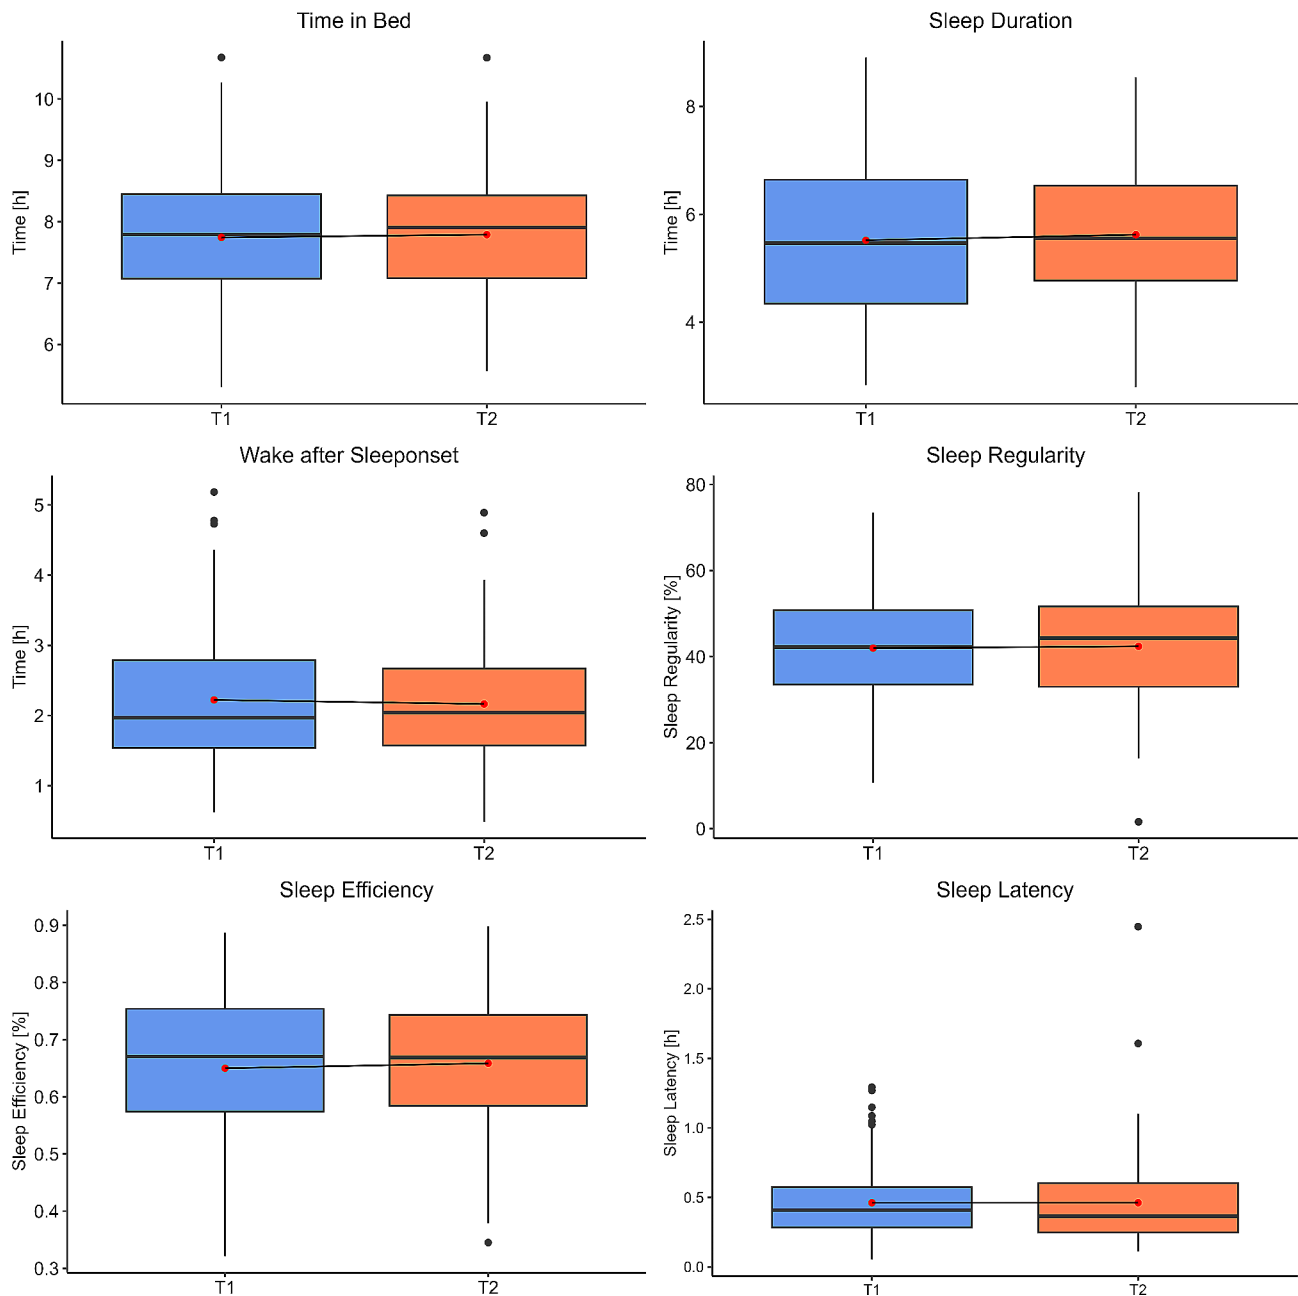 Time in Bed
Time [h]
10
9
8
7
6
T1
T2
Sleep Duration
Time [h]
8
6
4
T1
T2
Wake after Sleeponset
Time [h]
5
4
3
2
1
T1
T2
Sleep Regularity
Sleep Regularity [%]
80
60
40
20
0
T1
T2
Sleep Efficiency
Sleep Efficiency [%]
0.9
0.8
0.7
0.6
0.5
0.4
0.3
T1
T2
Sleep Latency
Sleep Latency [h]
2.5
2.0
1.5
1.0
0.5
0.0
T1
T2